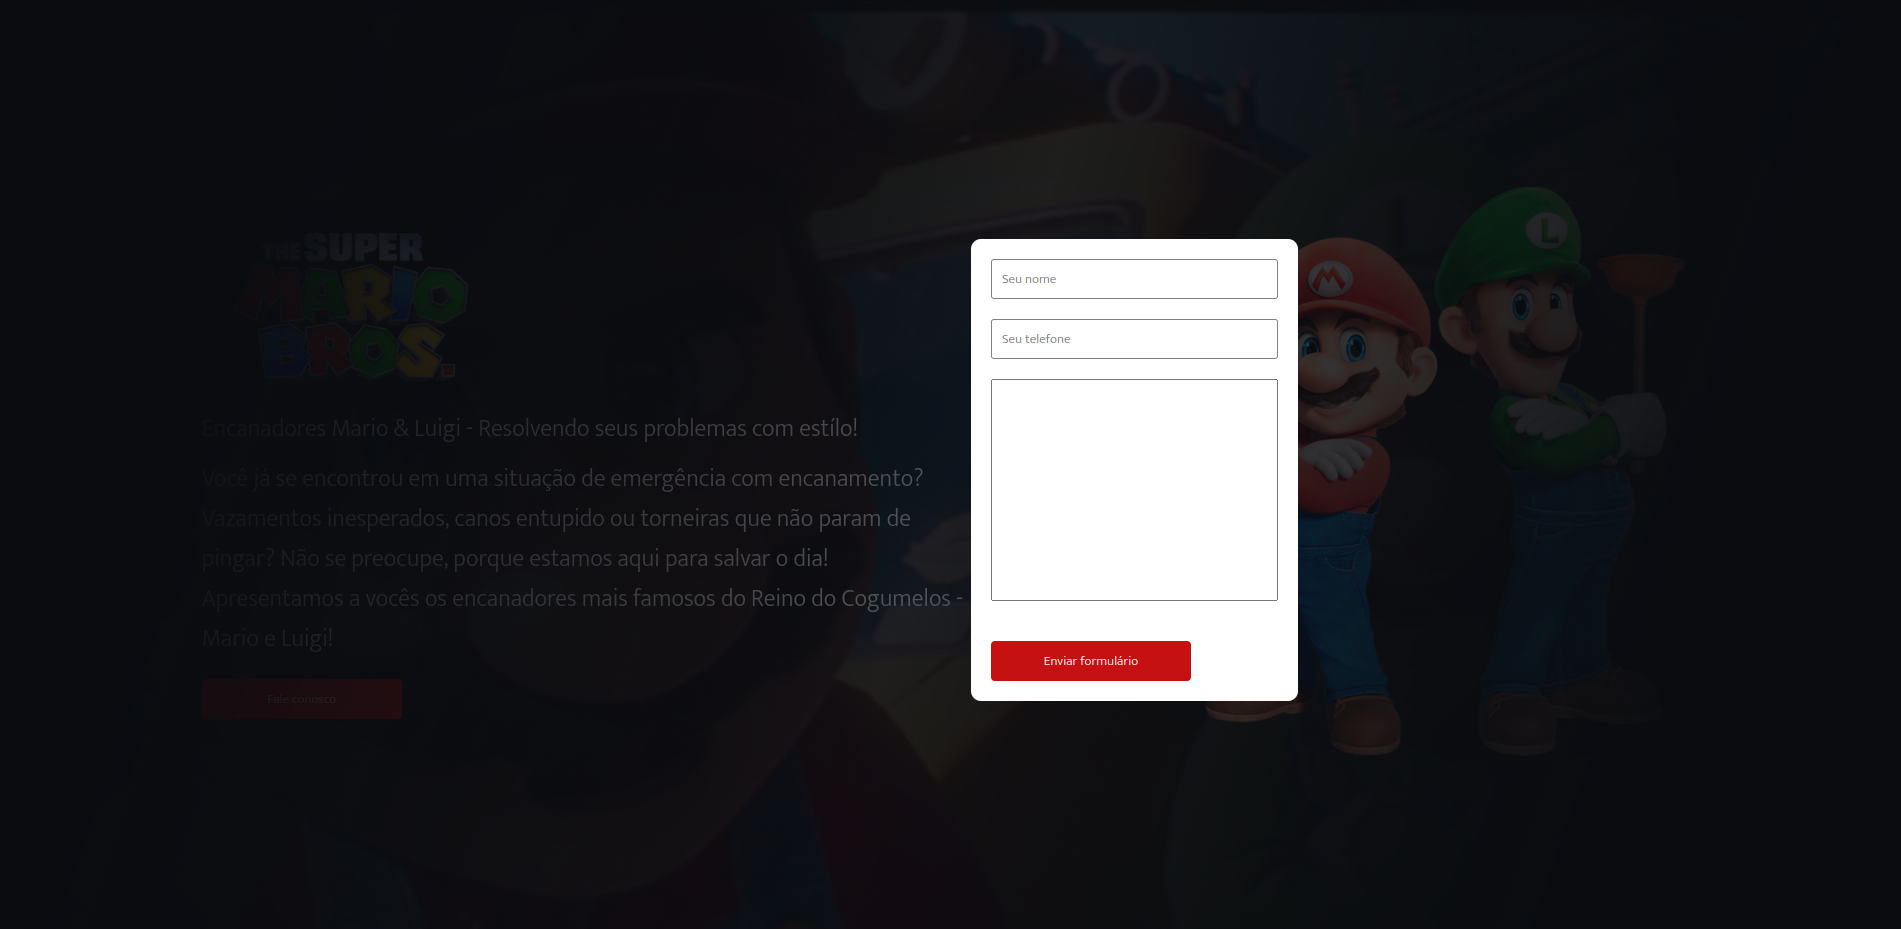 THE SUPER
MARIO
BROS.
Encanadores Mario & Luigi - Resolvendo seus problemas com estílo!
Você já se encontrou em uma situação de emergência com encanamento?
Vazamentos inesperados, canos entupido ou torneiras que não param de
pingar? Não se preocupe, porque estamos aqui para salvar o dia!
Apresentamos a vocês os encanadores mais famosos do Reino do Cogumelos -
Mario e Luigi!
Fale conosco
Seu nome
Seu telefone
Enviar formulário
M
L